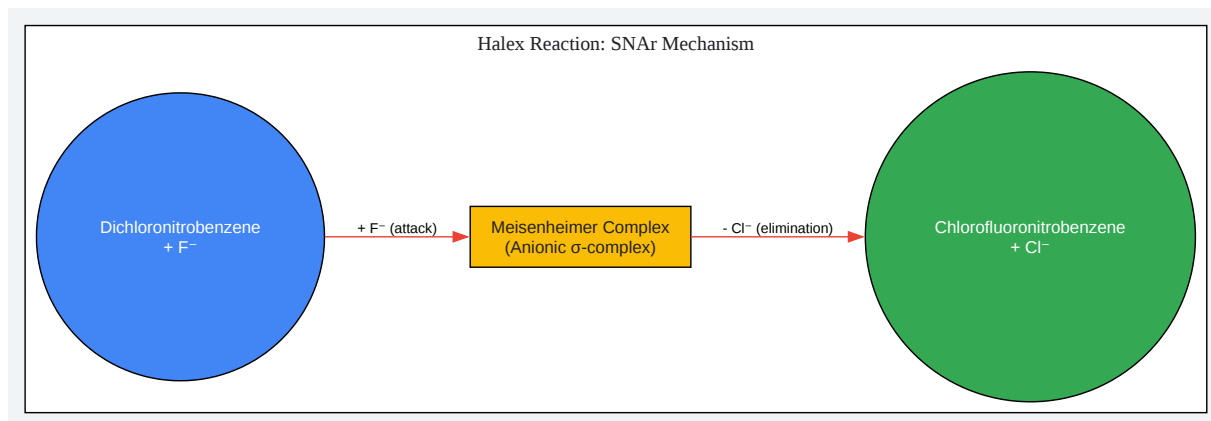 Halex Reaction: SNAr Mechanism
Dichloronitrobenzene
+ F⁻
+ F⁻ (attack)
Meisenheimer Complex
(Anionic σ-complex)
- Cl⁻ (elimination)
Chlorofluoronitrobenzene
+ Cl⁻